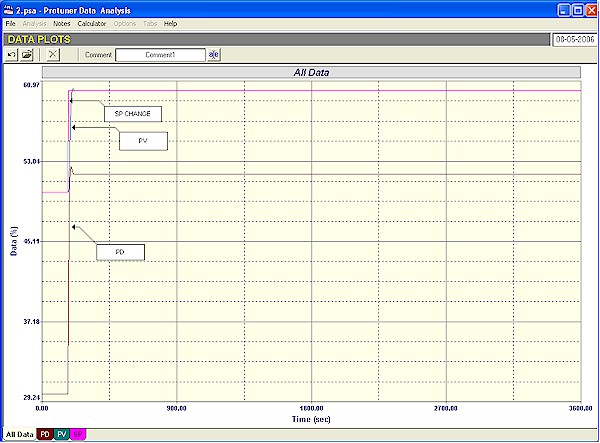 2.psa - Protuner Data Analysis
File Analysis Notes Calculator Options Tabs Help
DATA PLOTS
08-05-2006
Comment Comment1
All Data
60.97
SP CHANGE
PV
53.04
45.11
PD
37.18
29.24
Data (%)
0.00 900.00 1800.00 2700.00 3600.00
Time (sec)
All Data PD PV SP